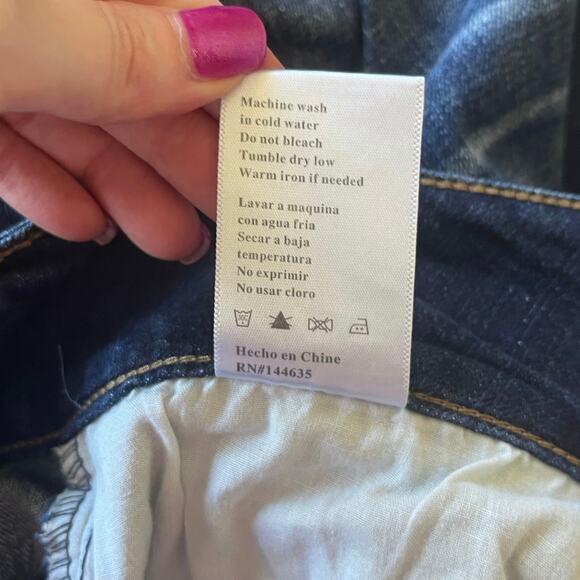 Machine wash
in cold water
Do not bleach
Tumble dry low
Warm iron if needed
Lavar a maquina
con agua fria
Secar a baja
temperatura
No exprimir
No usar cloro
Hecho en Chine
RN#144635